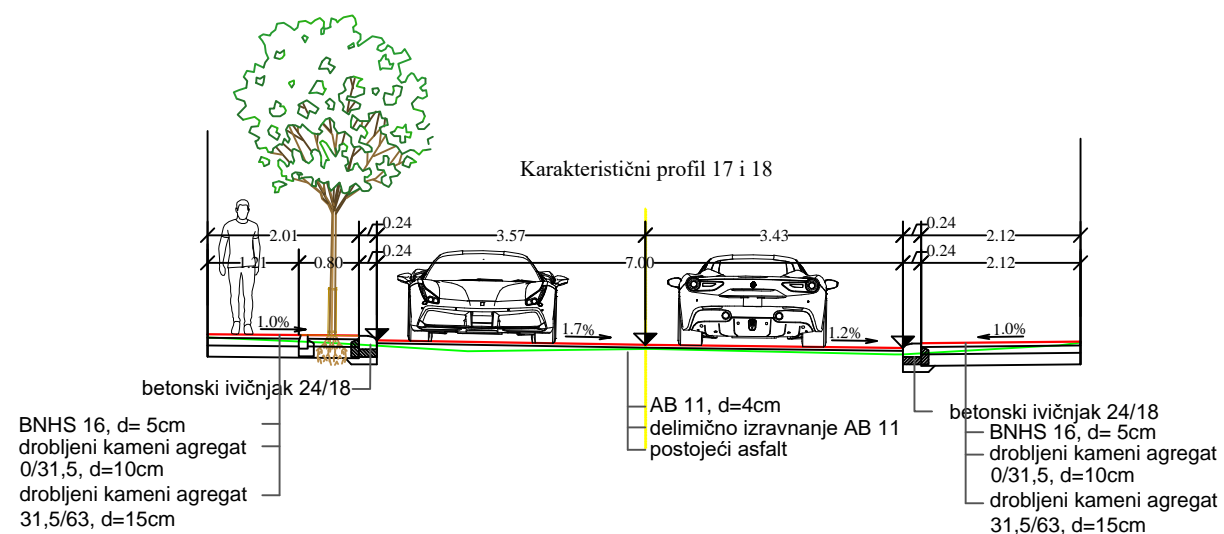 Karakteristični profil 17 i 18
0.24
0.24
2.01
3.57
3.43
2.12
0.24
0.24
1.21
0.80
7.00
2.12
1.0%
1.7%
1.2%
1.0%
betonski ivičnjak 24/18
BNHS 16, d= 5cm
drobljeni kameni agregat
0/31,5, d=10cm
drobljeni kameni agregat
31,5/63, d=15cm
AB 11, d=4cm
delimično izravnanje AB 11
postojeći asfalt
betonski ivičnjak 24/18
BNHS 16, d= 5cm
drobljeni kameni agregat
0/31,5, d=10cm
drobljeni kameni agregat
31,5/63, d=15cm